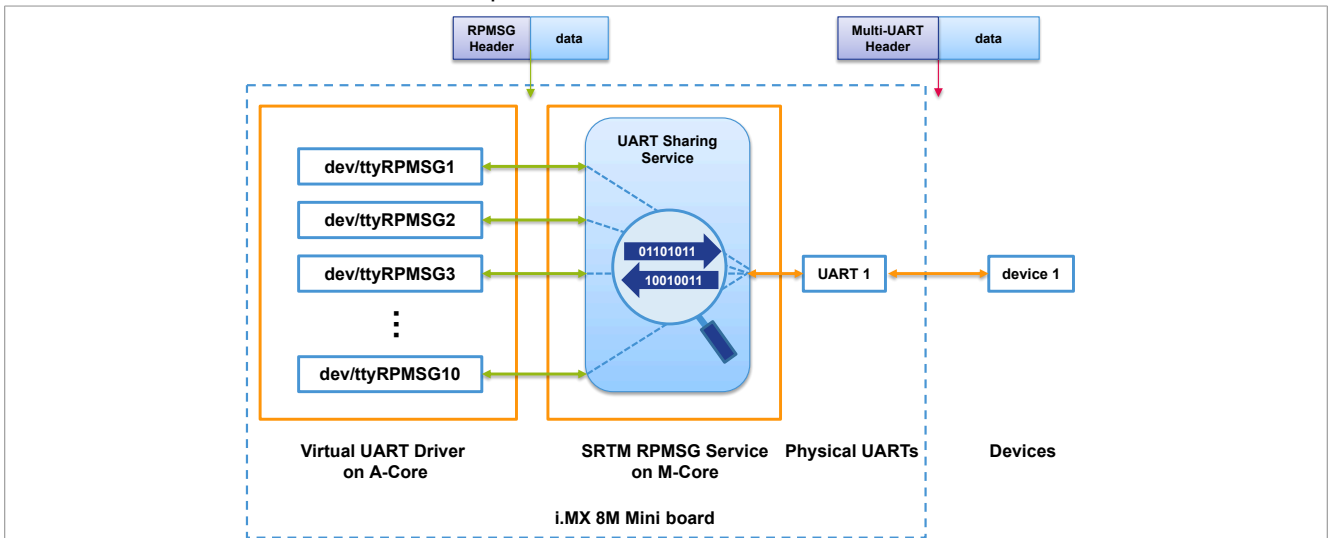 RPMSG
Header
data
Multi-UART
Header
data
UART Sharing
Service
dev/ttyRPMSG1
dev/ttyRPMSG2
01101011
dev/ttyRPMSG3
10010011
UART 1
device 1
dev/ttyRPMSG10
Virtual UART Driver
on A-Core
SRTM RPMSG Service
on M-Core
Physical UARTs
Devices
i.MX 8M Mini board